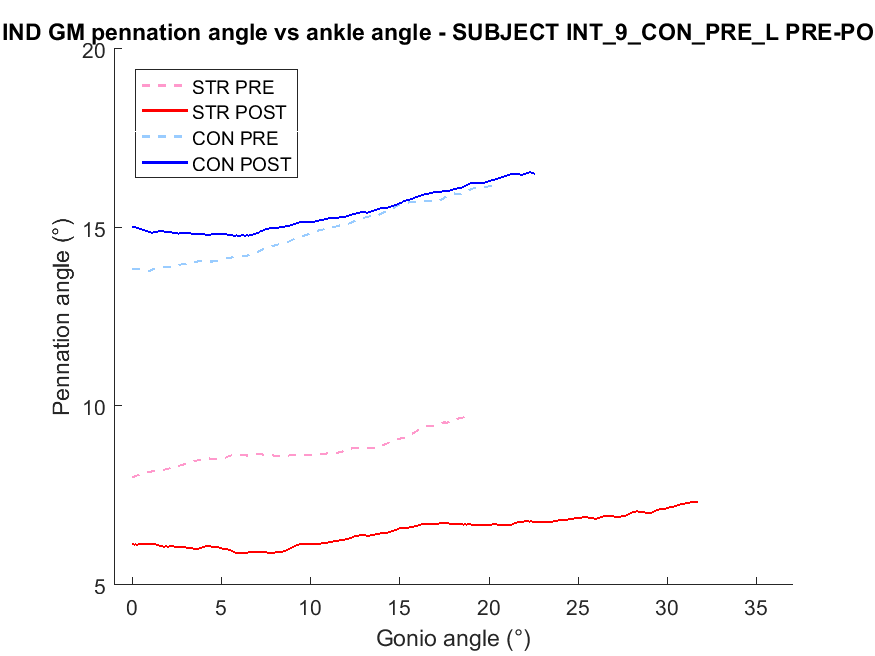 IND GM pennation angle vs ankle angle - SUBJECT INT_9_CON_PRE_L PRE-PO
20
15
10
5
Pennation angle (°)
STR PRE
STR POST
CON PRE
CON POST
0 5 10 15 20 25 30 35
Gonio angle (°)